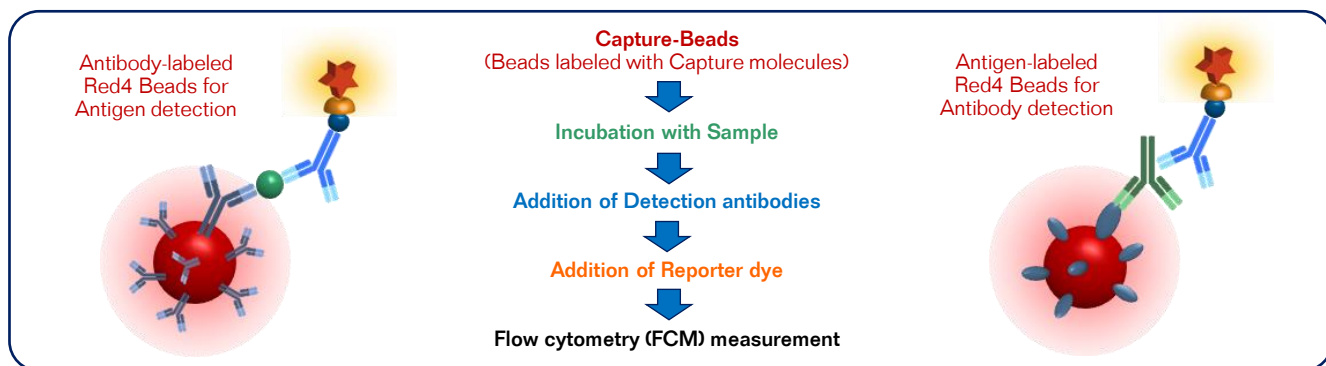 Antibody-labeled
Red4 Beads for
Antigen detection
Capture-Beads
(Beads labeled with Capture molecules)
Incubation with Sample
Addition of Detection antibodies
Addition of Reporter dye
Flow cytometry (FCM) measurement
Antigen-labeled
Red4 Beads for
Antibody detection